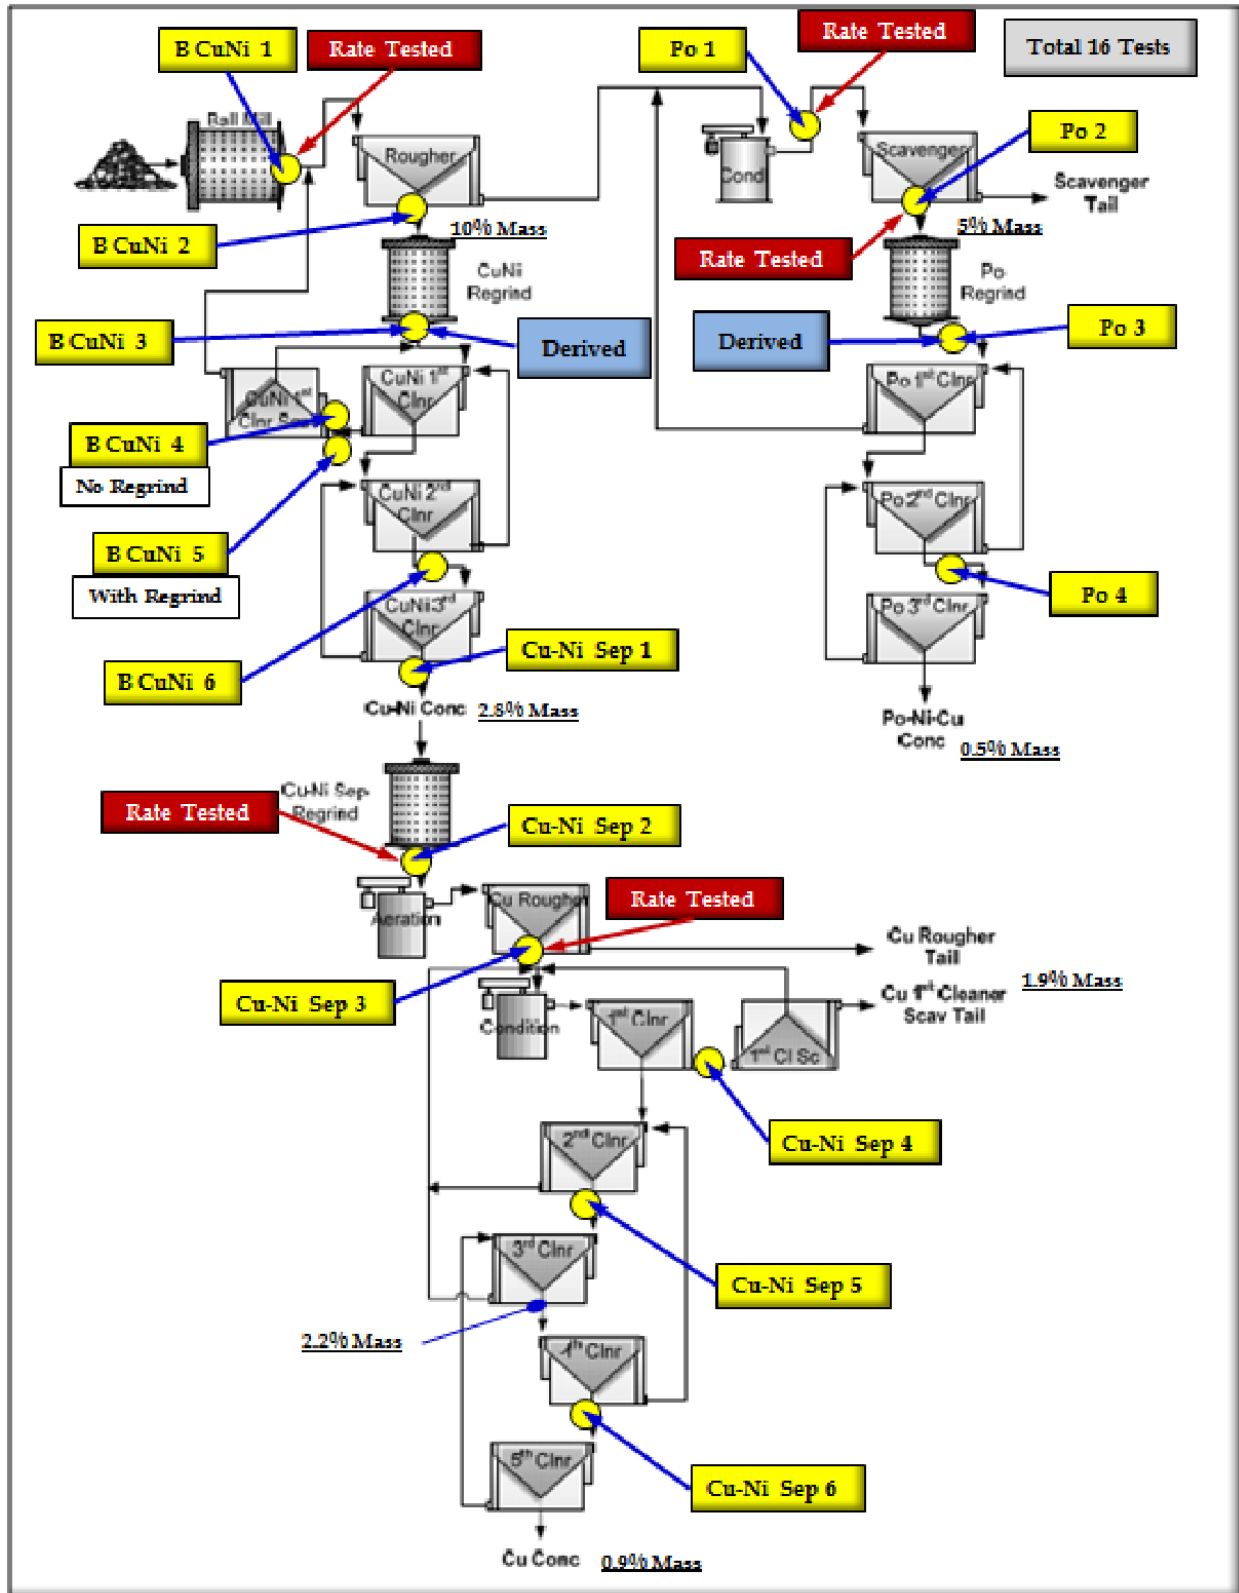 B CuNi 1
Rate Tested
Po 1
Rate Tested
Total 16 Tests
Ball Mill
Rougher
Cond
Scavenger
Po 2
Scavenger
Tail
B CuNi 2
10% Mass
Rate Tested
5% Mass
CuNi
Regrind
Po
Regrind
B CuNi 3
Derived
Derived
Po 3
CuNi 1st
Clnr Scav
CuNi 1st
Clnr
Po 1st Clnr
B CuNi 4
No Regrind
CuNi 2nd
Clnr
Po 2nd Clnr
B CuNi 5
With Regrind
CuNi 3rd
Clnr
Po 3rd Clnr
Po 4
B CuNi 6
Cu-Ni Sep 1
Cu-Ni Conc 2.8% Mass
Po-Ni-Cu
Conc
0.5% Mass
Cu-Ni Sep
Regrind
Rate Tested
Cu-Ni Sep 2
Aeration
Cu Rougher
Rate Tested
Cu Rougher
Tail
1.9% Mass
Cu-Ni Sep 3
Condition
1st Clnr
1st Cl Sc
Cu 1st Cleaner
Scav Tail
2nd Clnr
Cu-Ni Sep 4
3rd Clnr
Cu-Ni Sep 5
2.2% Mass
4th Clnr
5th Clnr
Cu-Ni Sep 6
Cu Conc 0.9% Mass